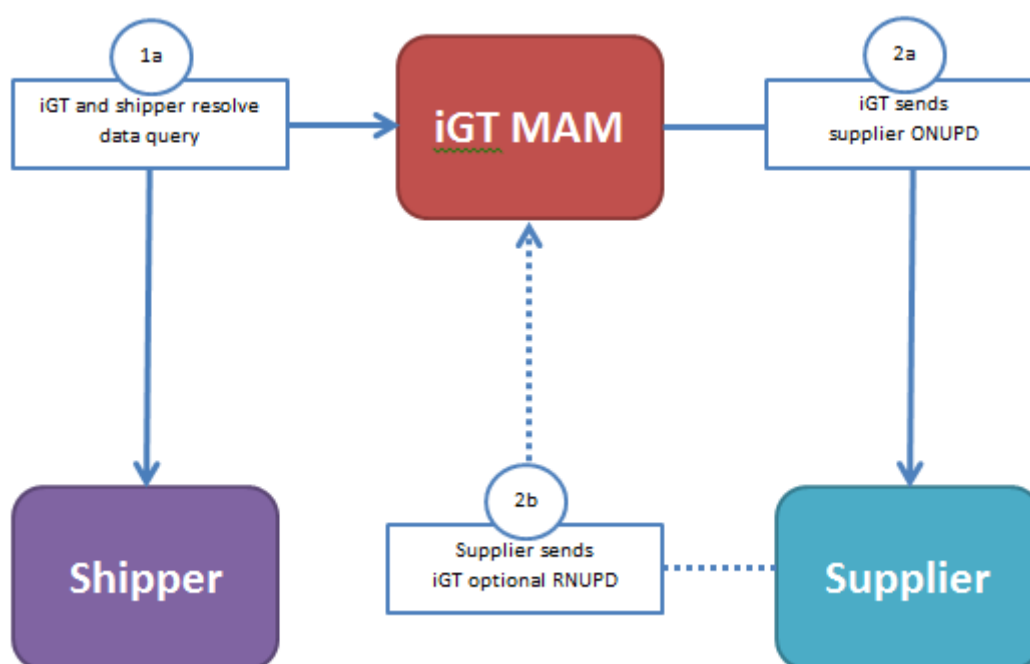 1a
iGT and shipper resolve
data query
iGT MAM
2a
iGT sends
supplier ONUPD
2b
Supplier sends
iGT optional RNUPD
Shipper
Supplier